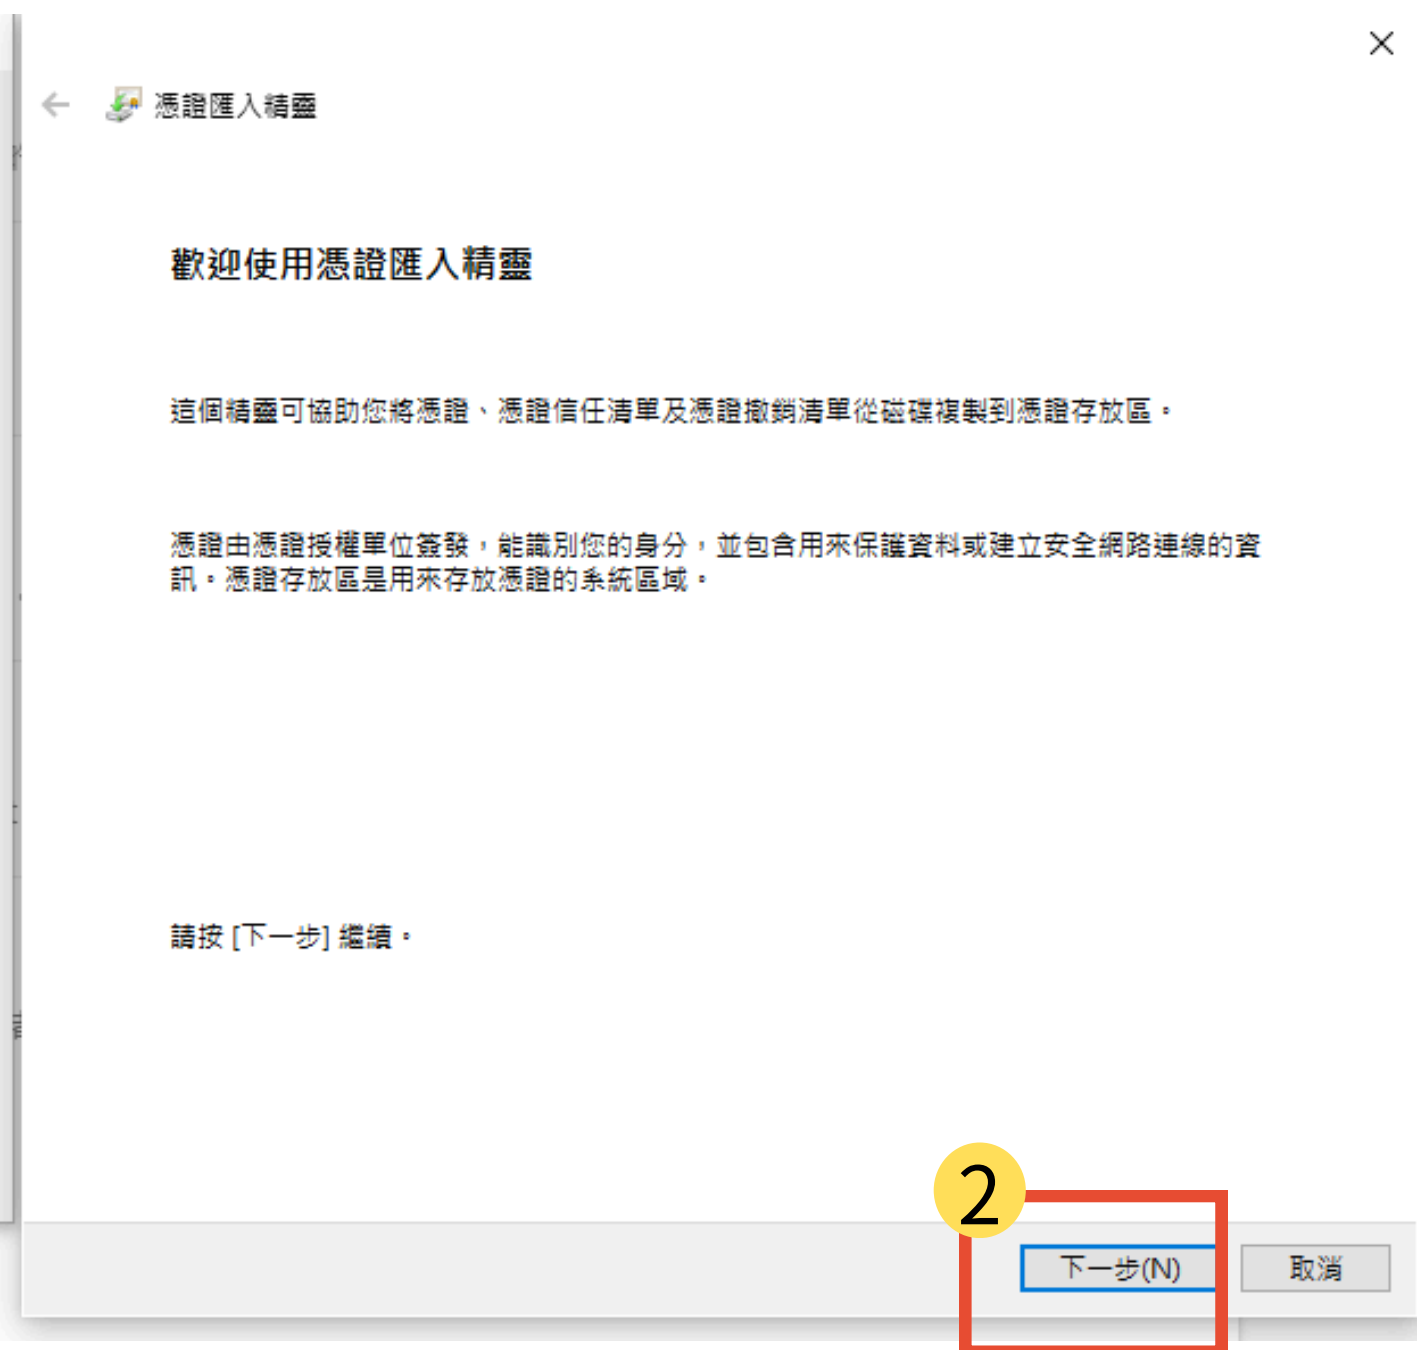 憑證匯入精靈
歡迎使用憑證匯入精靈
這個精靈可協助您將憑證、憑證信任清單及憑證撤銷清單從磁碟複製到憑證存放區。
憑證由憑證授權單位簽發，能識別您的身分，並包含用來保護資料或建立安全網路連線的資
訊。憑證存放區是用來存放憑證的系統區域。
請按 [下一步] 繼續。
2
下一步(N)
取消